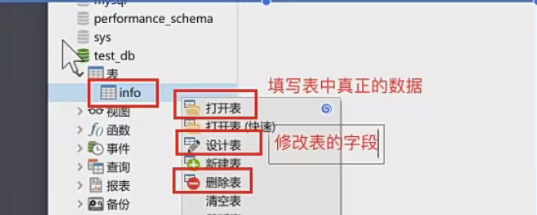 mysql
performance_schema
sys
test_db
表
info
视图
函数
事件
查询
报表
备份
打开表
打开表 (快速)
设计表
新建表
删除表
清空表
填写表中真正的数据
修改表的字段